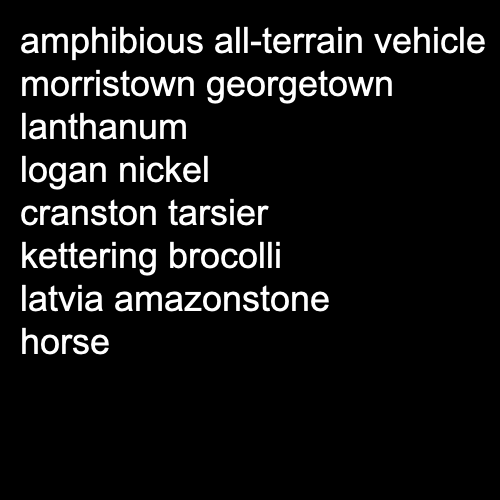 amphibious all-terrain vehicle
morristown georgetown
lanthanum
logan nickel
cranston tarsier
kettering brocolli
latvia amazonstone
horse